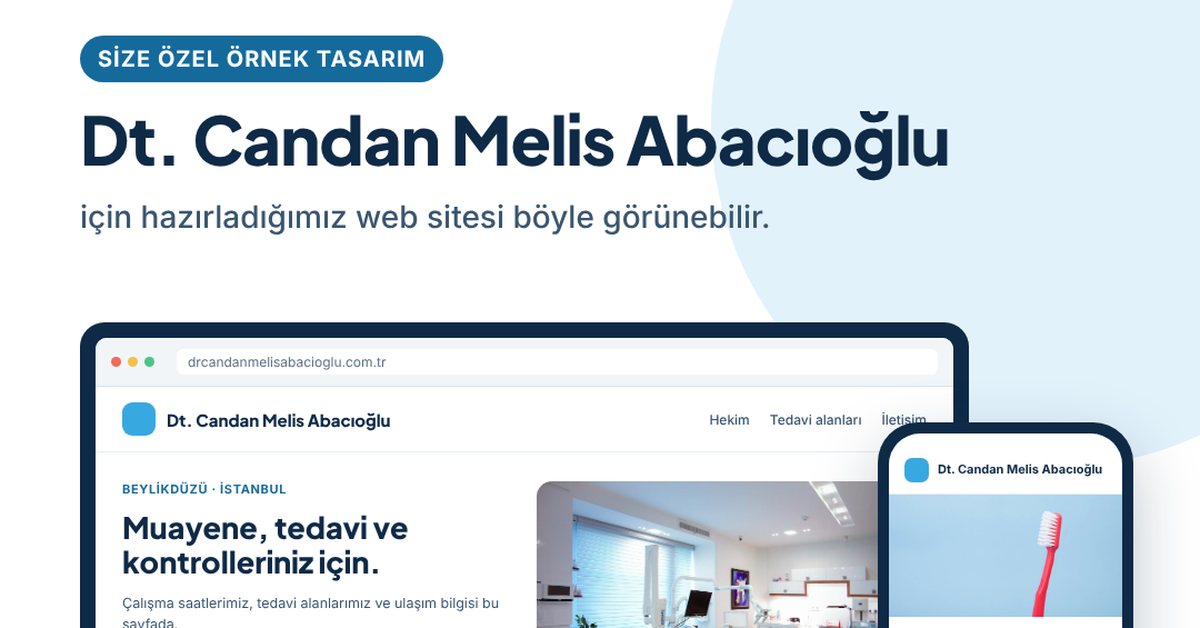 SİZE ÖZEL ÖRNEK TASARIM
Dt. Candan Melis Abacıoğlu
için hazırladığımız web sitesi böyle görünebilir.
drcandanmelisabacioglu.com.tr
Dt. Candan Melis Abacıoğlu
Hekim Tedavi alanları İletişim
Dt. Candan Melis Abacıoğlu
BEYLİKDÜZÜ · İSTANBUL
Muayene, tedavi ve
kontrolleriniz için.
Çalışma saatlerimiz, tedavi alanlarımız ve ulaşım bilgisi bu
sayfada.